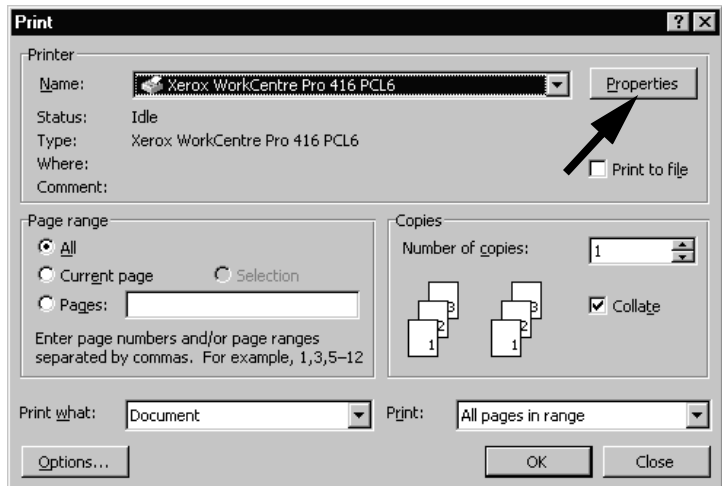 Print
Printer
Name: Xerox WorkCentre Pro 416 PCL6 Properties
Status: Idle
Type: Xerox WorkCentre Pro 416 PCL6
Where:
Print to file
Comment:
Page range
All
Current page Selection
Pages:
Enter page numbers and/or page ranges
separated by commas. For example, 1,3,5–12
Copies
Number of copies: 1
3 3
2 2
1 1
Collate
Print what: Document Print: All pages in range
Options... OK Close